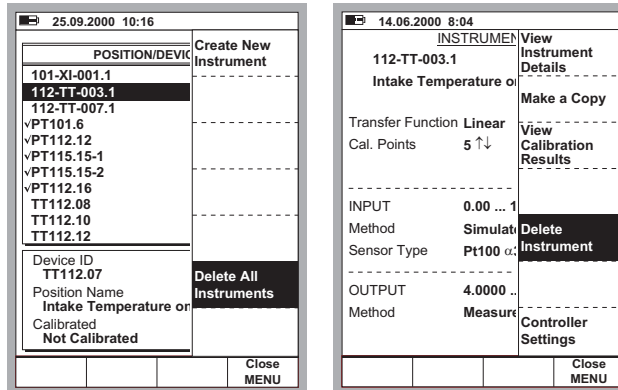 25.09.2000 10:16
POSITION/DEVIC
101-XI-001.1
112-TT-003.1
112-TT-007.1
√PT101.6
√PT112.12
√PT115.15-1
√PT115.15-2
√PT112.16
TT112.08
TT112.10
TT112.12
Device ID
TT112.07
Position Name
Intake Temperature on
Calibrated
Not Calibrated
Create New
Instrument
Delete All
Instruments
Close
MENU
14.06.2000 8:04
INSTRUMEN
112-TT-003.1
Intake Temperature o
Transfer Function Linear
Cal. Points 5 ↑↓
INPUT 0.00 ... 1
Method Simulat
Sensor Type Pt100 α
OUTPUT 4.0000 ..
Method Measure
View
Instrument
Details
Make a Copy
View
Calibration
Results
Delete
Instrument
Controller
Settings
Close
MENU